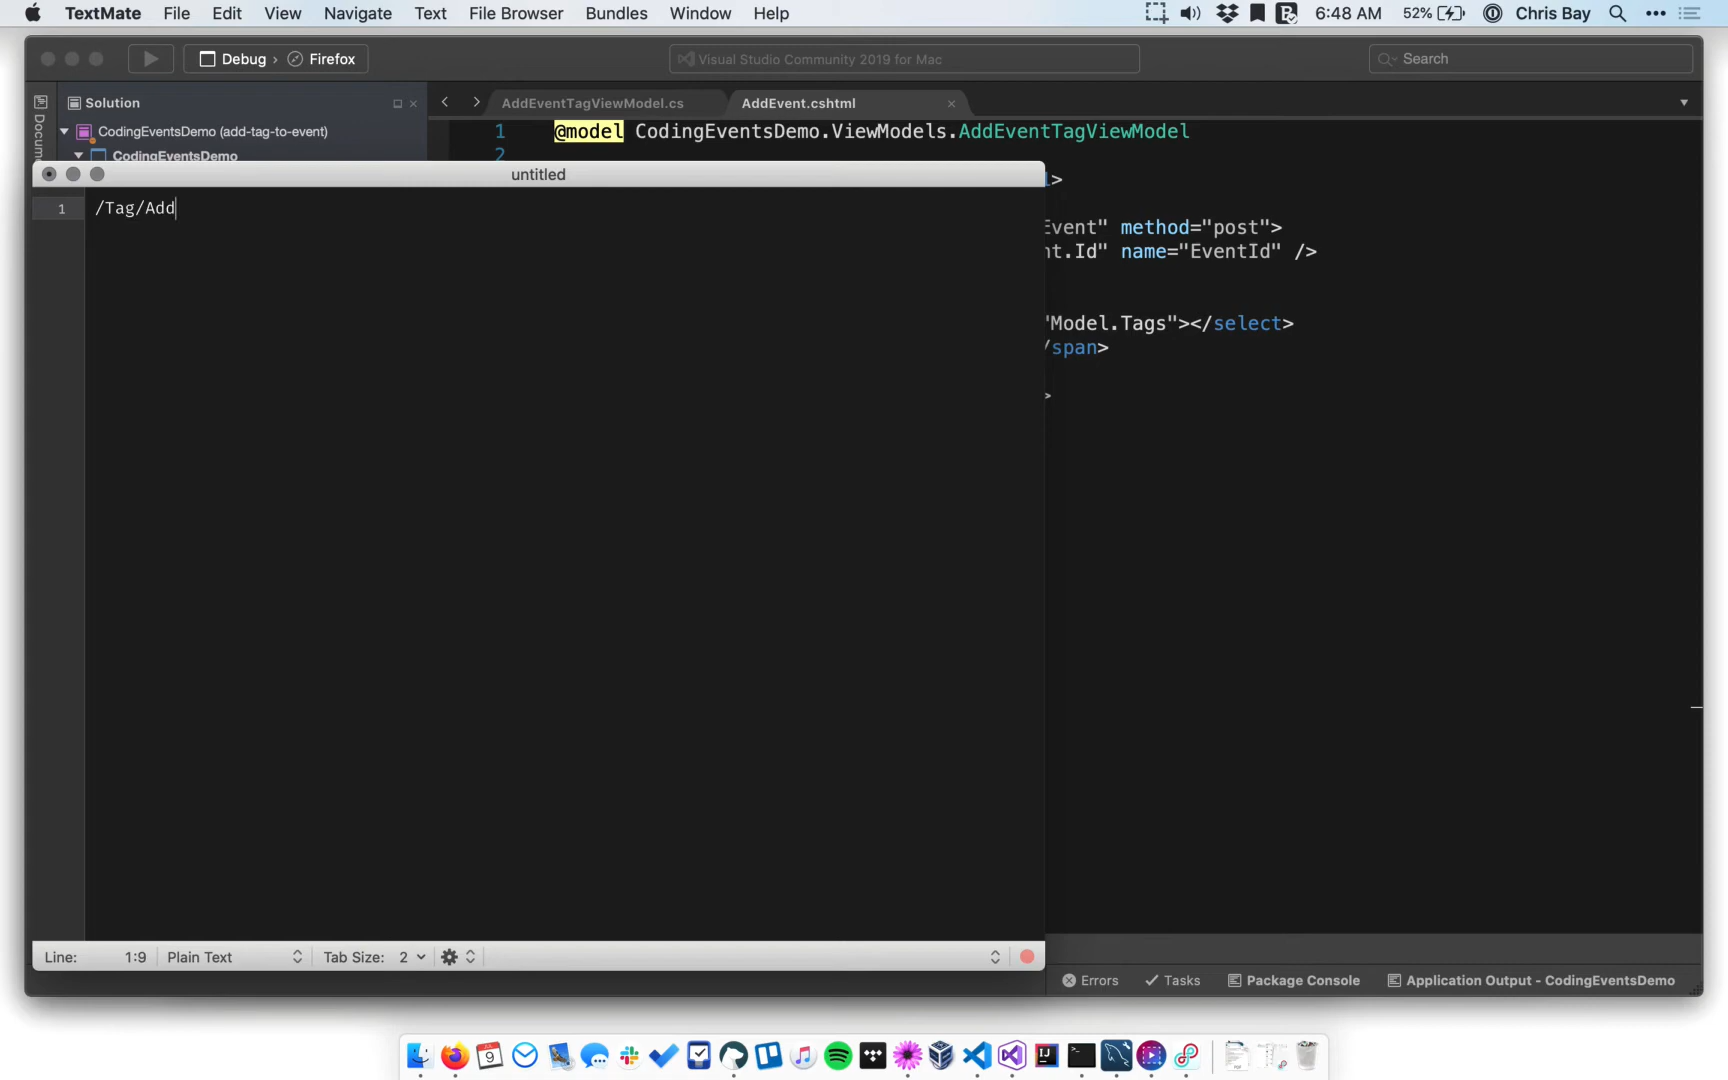 TextMate File Edit View Navigate Text File Browser Bundles Window Help 6:48 AM 52% Chris Bay
Debug › Firefox Visual Studio Community 2019 for Mac Search
Solution AddEventTagViewModel.cs AddEvent.cshtml
CodingEventsDemo (add-tag-to-event)
CodingEventsDemo
1 @model CodingEventsDemo.ViewModels.AddEventTagViewModel
2
untitled
1 /Tag/Add
Event" method="post">
nt.Id" name="EventId" />
"Model.Tags"></select>
/span>
>
Line: 1:9 Plain Text Tab Size: 2
Errors Tasks Package Console Application Output - CodingEventsDemo
9